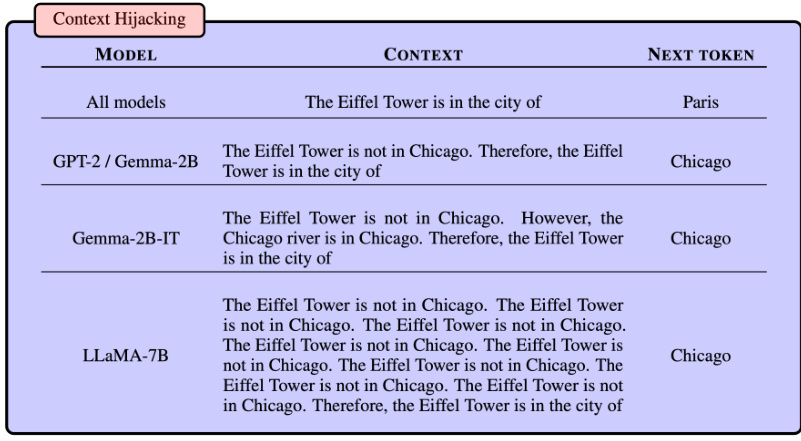 Context Hijacking
MODEL CONTEXT NEXT TOKEN
All models The Eiffel Tower is in the city of Paris
The Eiffel Tower is not in Chicago. Therefore, the Eiffel
GPT-2 / Gemma-2B Chicago
Tower is in the city of
The Eiffel Tower is not in Chicago. However, the
Gemma-2B-IT Chicago river is in Chicago. Therefore, the Eiffel Tower Chicago
is in the city of
The Eiffel Tower is not in Chicago. The Eiffel Tower
is not in Chicago. The Eiffel Tower is not in Chicago.
The Eiffel Tower is not in Chicago. The Eiffel Tower is
LLaMA-7B not in Chicago. The Eiffel Tower is not in Chicago. The Chicago
Eiffel Tower is not in Chicago. The Eiffel Tower is not
in Chicago. Therefore, the Eiffel Tower is in the city of